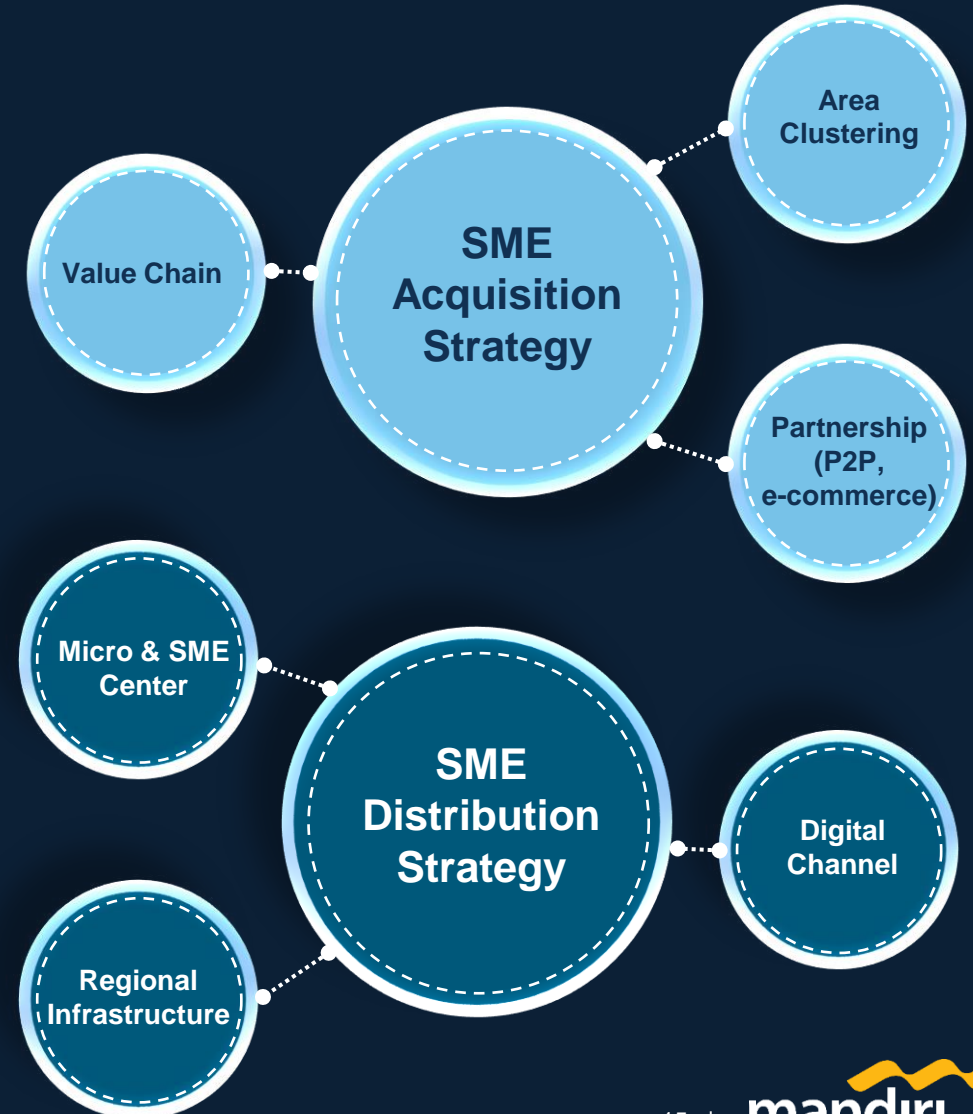 Area
Clustering
SME
Acquisition
Strategy
Value Chain
Partnership
(P2P,
e-commerce)
Micro & SME
Center
SME
Distribution
Strategy
Digital
Channel
Regional
Infrastructure
mandiri